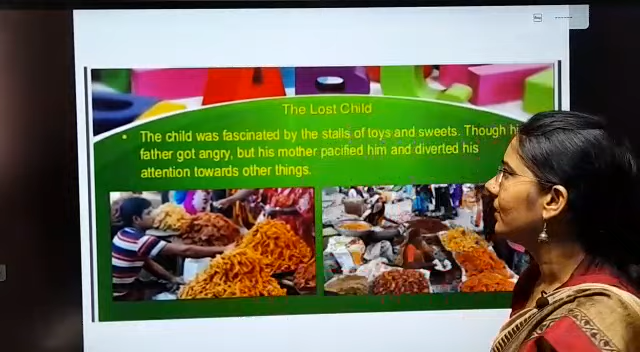 The Lost Child
The child was fascinated by the stalls of toys and sweets. Though
father got angry, but his mother pacified him and diverted his
attention towards other things.